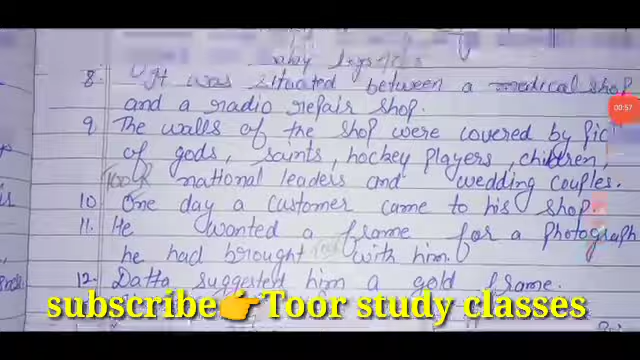 8. It was situated between a medical shop
and a radio repair shop.
00:57
9 The walls of the shop were covered by pic
of gods, saints, hockey players, children,
national leaders and wedding couples.
10. One day a customer came to his shop.
11. He wanted a frame for a photograph
he had brought with him.
12. Datta suggested him a gold frame.
subscribe👉Toor study classes